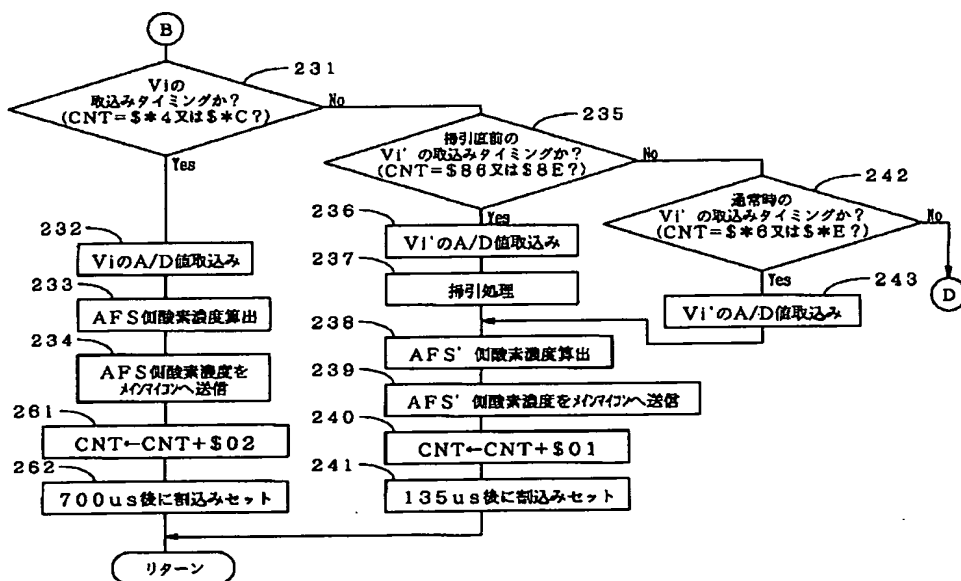 B
231
Viの
取込みタイミングか?
(CNT=$*4又は$*C?)
No
Yes
235
掃引直前の
Vi'の取込みタイミングか?
(CNT=$86又は$8E?)
No
Yes
242
通常時の
Vi'の取込みタイミングか?
(CNT=$*6又は$*E?)
No
Yes
D
232
ViのA/D値取込み
233
AFS側酸素濃度算出
234
AFS側酸素濃度を
メインマイコンへ送信
261
CNT←CNT+$02
262
700us後に割込みセット
236
Vi'のA/D値取込み
237
掃引処理
243
Vi'のA/D値取込み
238
AFS'側酸素濃度算出
239
AFS'側酸素濃度をメインマイコンへ送信
240
CNT←CNT+$01
241
135us後に割込みセット
リターン